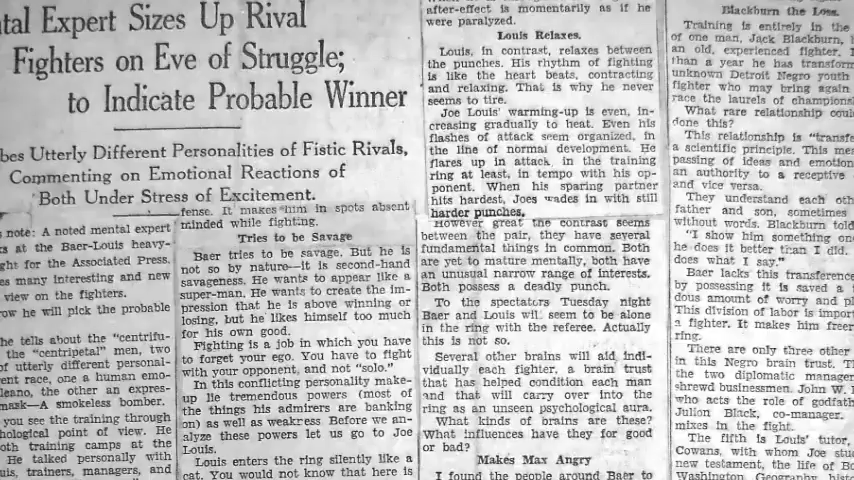 tal Expert Sizes Up Rival
Fighters on Eve of Struggle;
to Indicate Probable Winner
bes Utterly Different Personalities of Fistic Rivals,
Commenting on Emotional Reactions of
Both Under Stress of Excitement.
note: A noted mental expert
ks at the Baer-Louis heavy-
ght for the Associated Press.
es many interesting and new
view on the fighters.
ow he will pick the probable
he tells about the "centrifu-
the "centripetal" men, two
of utterly different personal-
ent race, one a human emo-
leano, the other an expres-
mask—A smokeless bomber.
you see the training through
hological point of view. He
oth training camps at the
He talked personally with
uis, trainers, managers, and
fense. It makes him in spots absent
minded while fighting.
Tries to be Savage
Baer tries to be savage. But he is
not so by nature—it is second-hand
savageness. He wants to appear like a
super-man. He wants to create the im-
pression that he is above winning or
losing, but he likes himself too much
for his own good.
Fighting is a job in which you have
to forget your ego. You have to fight
with your opponent, and not "solo."
In this conflicting personality make-
up lie tremendous powers (most of
the things his admirers are banking
on) as well as weakress Before we an-
alyze these powers let us go to Joe
Louis.
Louis enters the ring silently like a
cat. You would not know that here is
after-effect is momentarily as if he
were paralyzed.
Louis Relaxes.
Louis, in contrast, relaxes between
the punches. His rhythm of fighting
is like the heart beats, contracting
and relaxing. That is why he never
seems to tire.
Joe Louis' warming-up is even, in-
creasing gradually to heat. Even his
flashes of attack seem organized, in
the line of normal development. He
flares up in attack, in the training
ring at least, in tempo with his op-
ponent. When his sparing partner
hits hardest, Joes wades in with still
harder punches.
However great the contrast seems
between the pair, they have several
fundamental things in common. Both
are yet to mature mentally, both have
an unusual narrow range of interests.
Both possess a deadly punch.
To the spectators Tuesday night
Baer and Louis will seem to be alone
in the ring with the referee. Actually
this is not so.
Several other brains will aid indi-
vidually each fighter, a brain trust
that has helped condition each man
and that will carry over into the
ring as an unseen psychological aura.
What kinds of brains are these?
What influences have they for good
or bad?
Makes Max Angry
I found the people around Baer to
Blackburn the Loss.
Training is entirely in the
of one man, Jack Blackburn,
an old, experienced fighter.
than a year he has transform
unknown Detroit Negro youth
fighter who may bring again
race the laurels of champions
What rare relationship coul
done this?
This relationship is "transfe
a scientific principle. This me
passing of ideas and emotion
an authority to a receptive
and vice versa.
They understand each oth
father and son, sometimes
without words. Blackburn told
"I show him something on
he does it better than I did.
does what I say."
Baer lacks this transference
by possessing it is saved a
dous amount of worry and pl
This division of labor is import
a fighter. It makes him freer
ring.
There are only three other
in this Negro brain trust. T
the two diplomatic manager
shrewd businessmen. John W.
who acts the role of godfath
Julion Black, co-manager.
mixes in the fight.
The fifth is Louis' tutor,
Cowans, with whom Joe stu
new testament, the life of Bo
Washington Geography